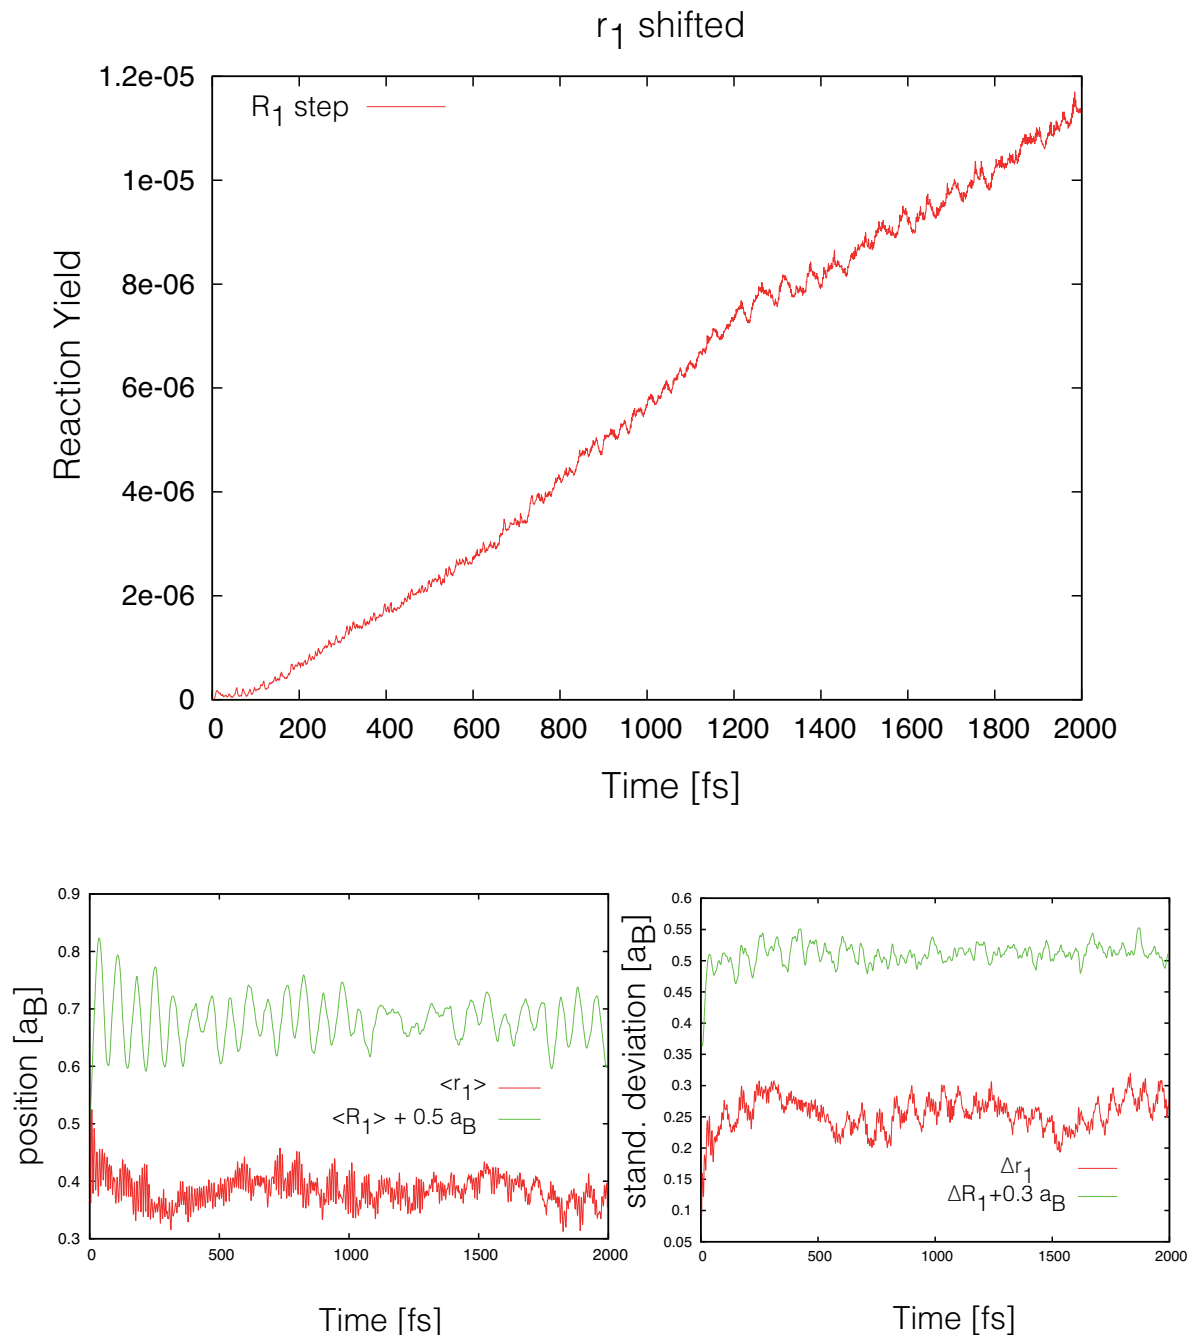 r₁ shifted
1.2e-05
R₁ step
1e-05
8e-06
6e-06
4e-06
2e-06
0
Reaction Yield
0 200 400 600 800 1000 1200 1400 1600 1800 2000
Time [fs]
0.9
0.8
0.7
0.6
0.5
0.4
0.3
position [a_B]
<r₁>
<R₁> + 0.5 a_B
0 500 1000 1500 2000
Time [fs]
0.6
0.55
0.5
0.45
0.4
0.35
0.3
0.25
0.2
0.15
0.1
0.05
stand. deviation [a_B]
Δr₁
ΔR₁+0.3 a_B
0 500 1000 1500 2000
Time [fs]